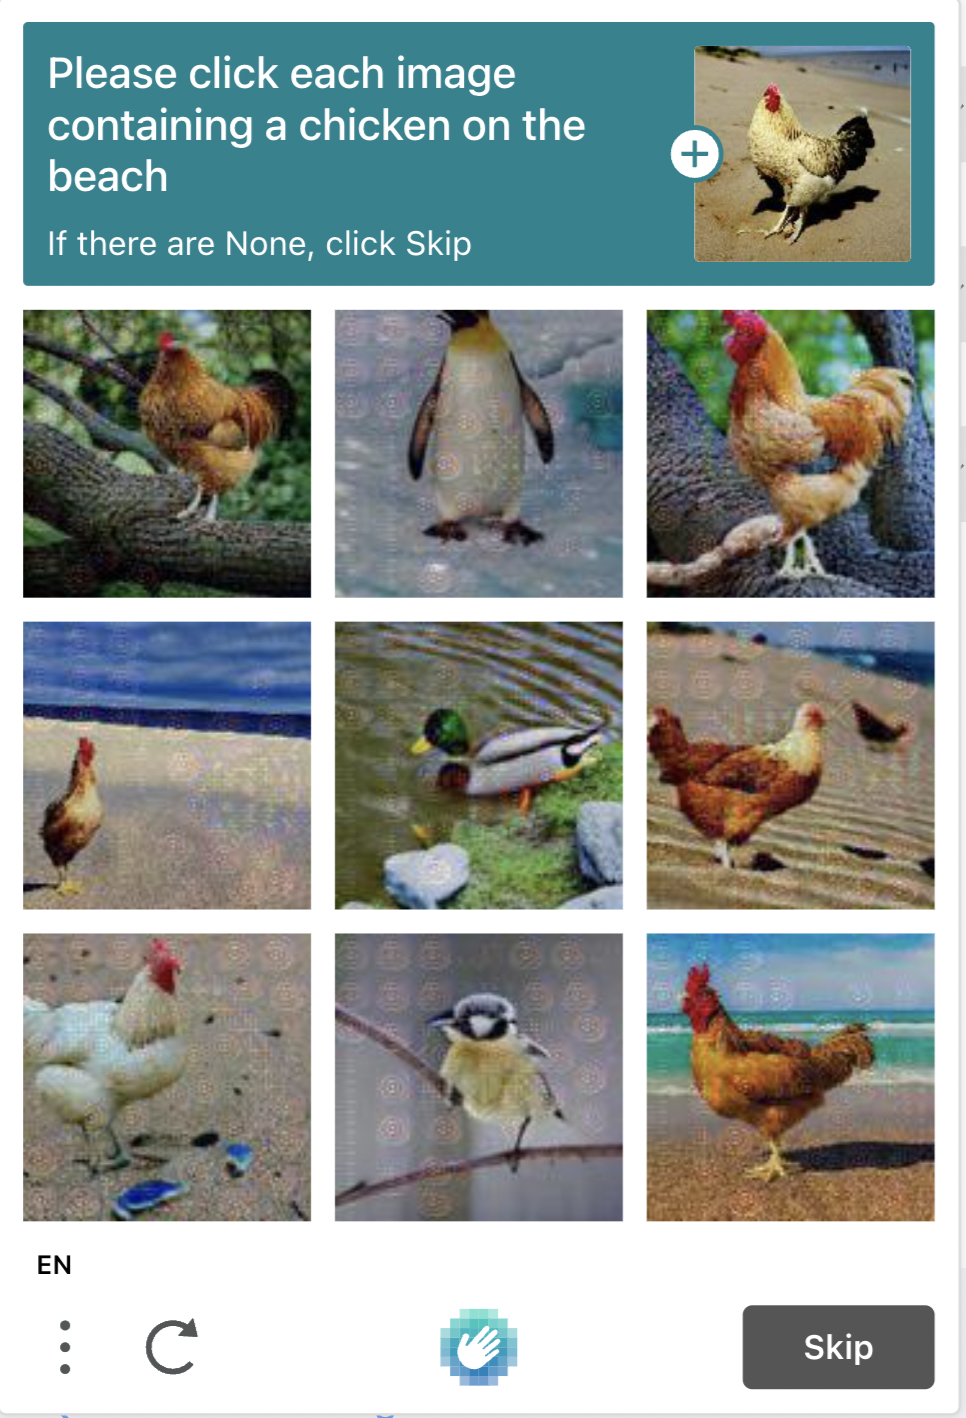 Please click each image
containing a chicken on the
beach
If there are None, click Skip
EN
Skip